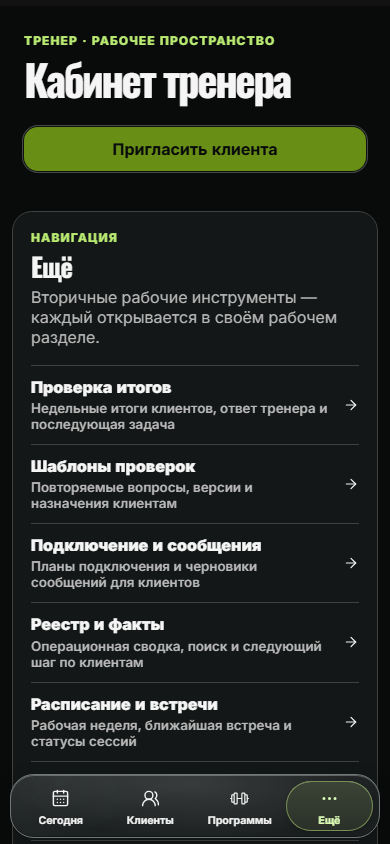 ТРЕНЕР · РАБОЧЕЕ ПРОСТРАНСТВО
Кабинет тренера
Пригласить клиента
НАВИГАЦИЯ
Ещё
Вторичные рабочие инструменты —
каждый открывается в своём рабочем
разделе.
Проверка итогов
Недельные итоги клиентов, ответ тренера и
последующая задача
Шаблоны проверок
Повторяемые вопросы, версии и
назначения клиентам
Подключение и сообщения
Планы подключения и черновики
сообщений для клиентов
Реестр и факты
Операционная сводка, поиск и следующий
шаг по клиентам
Расписание и встречи
Рабочая неделя, ближайшая встреча и
статусы сессий
Сегодня
Клиенты
Программы
Ещё